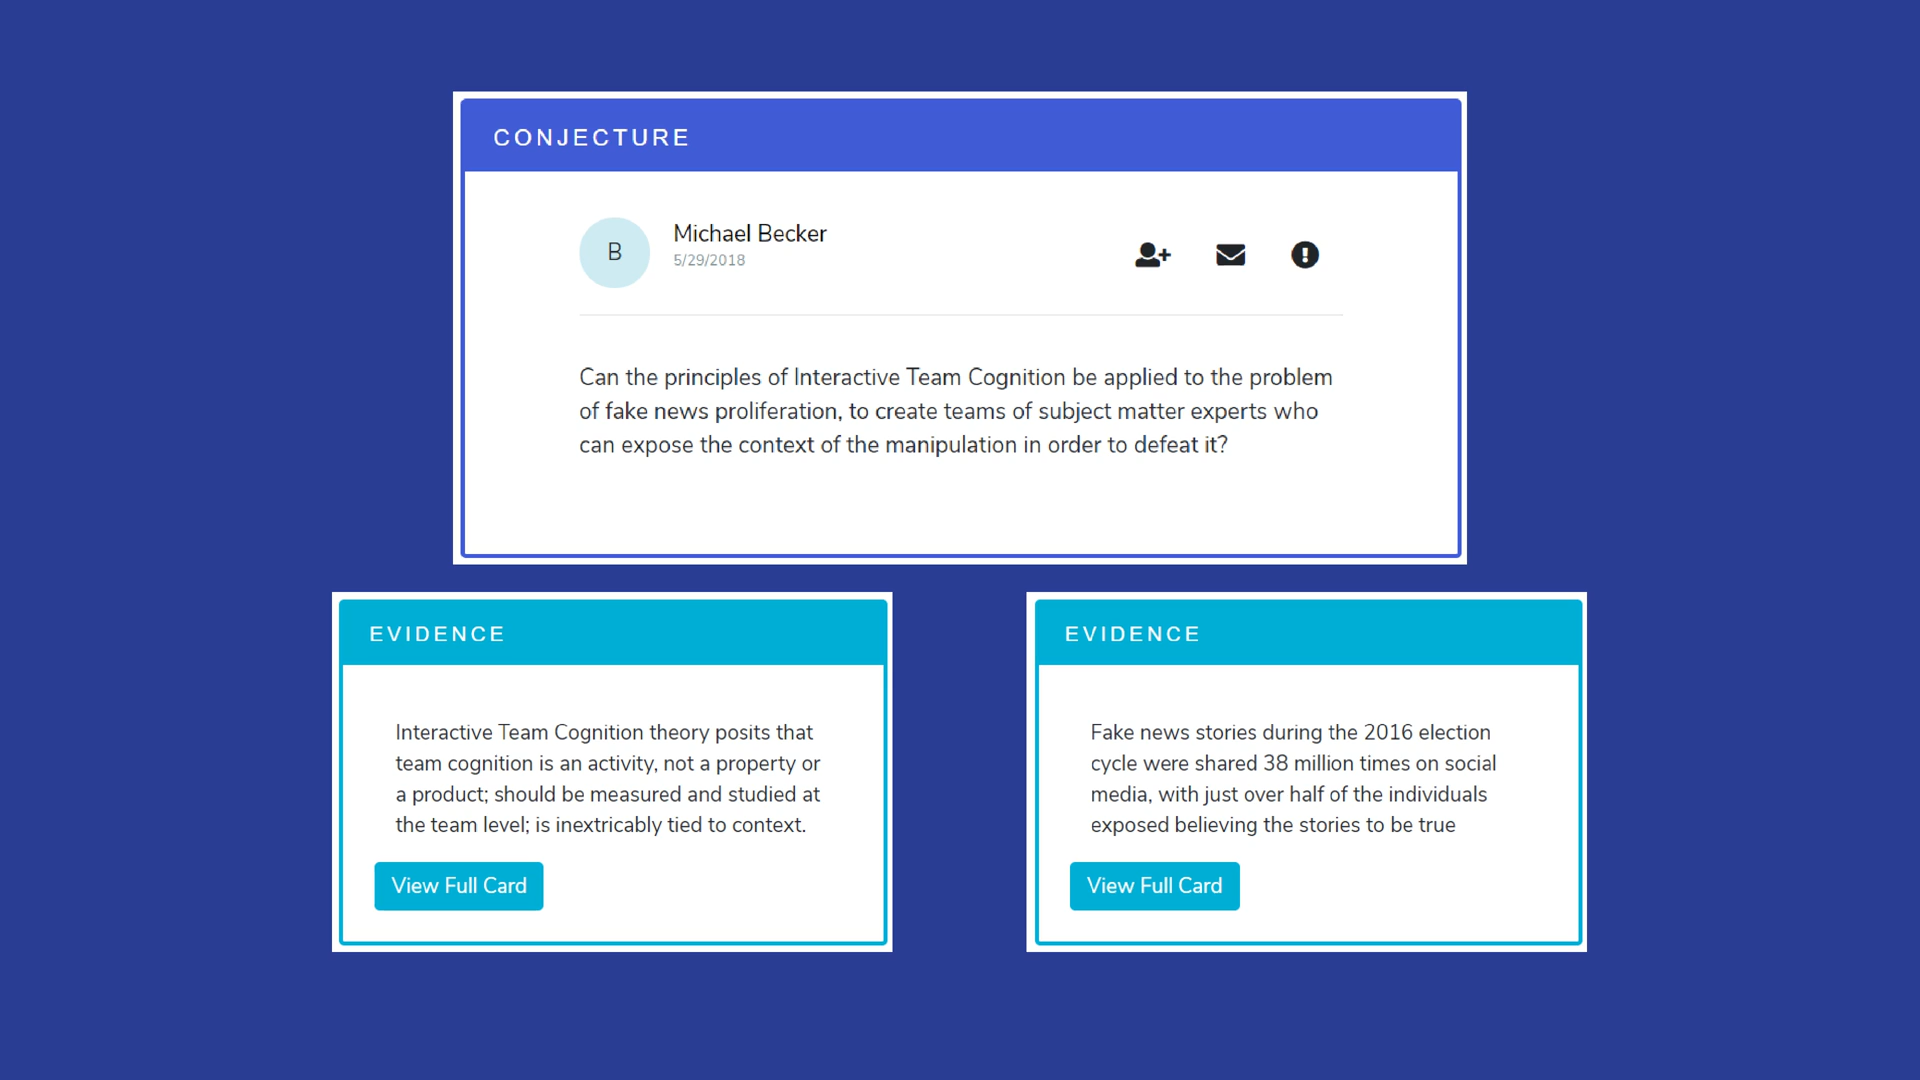 CONJECTURE
B
Michael Becker
5/29/2018
Can the principles of Interactive Team Cognition be applied to the problem
of fake news proliferation, to create teams of subject matter experts who
can expose the context of the manipulation in order to defeat it?
EVIDENCE
Interactive Team Cognition theory posits that
team cognition is an activity, not a property or
a product; should be measured and studied at
the team level; is inextricably tied to context.
View Full Card
EVIDENCE
Fake news stories during the 2016 election
cycle were shared 38 million times on social
media, with just over half of the individuals
exposed believing the stories to be true
View Full Card